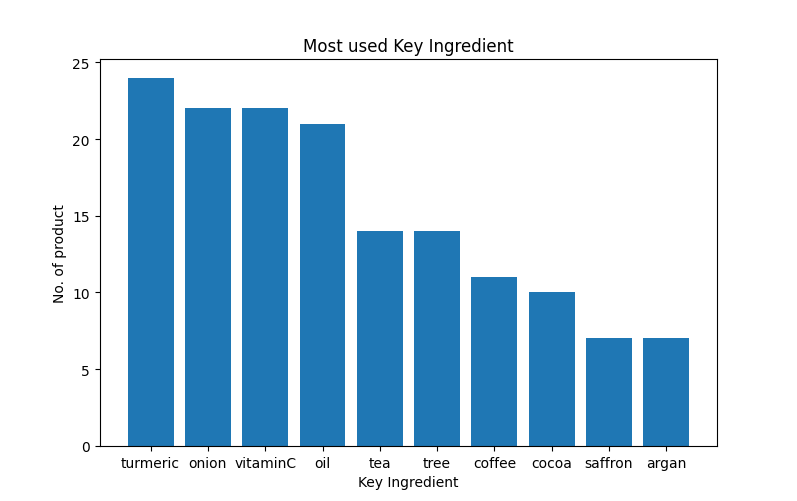 Most used Key Ingredient
25
20
15
10
5
0
No. of product
turmeric onion vitaminC oil tea tree coffee cocoa saffron argan
Key Ingredient